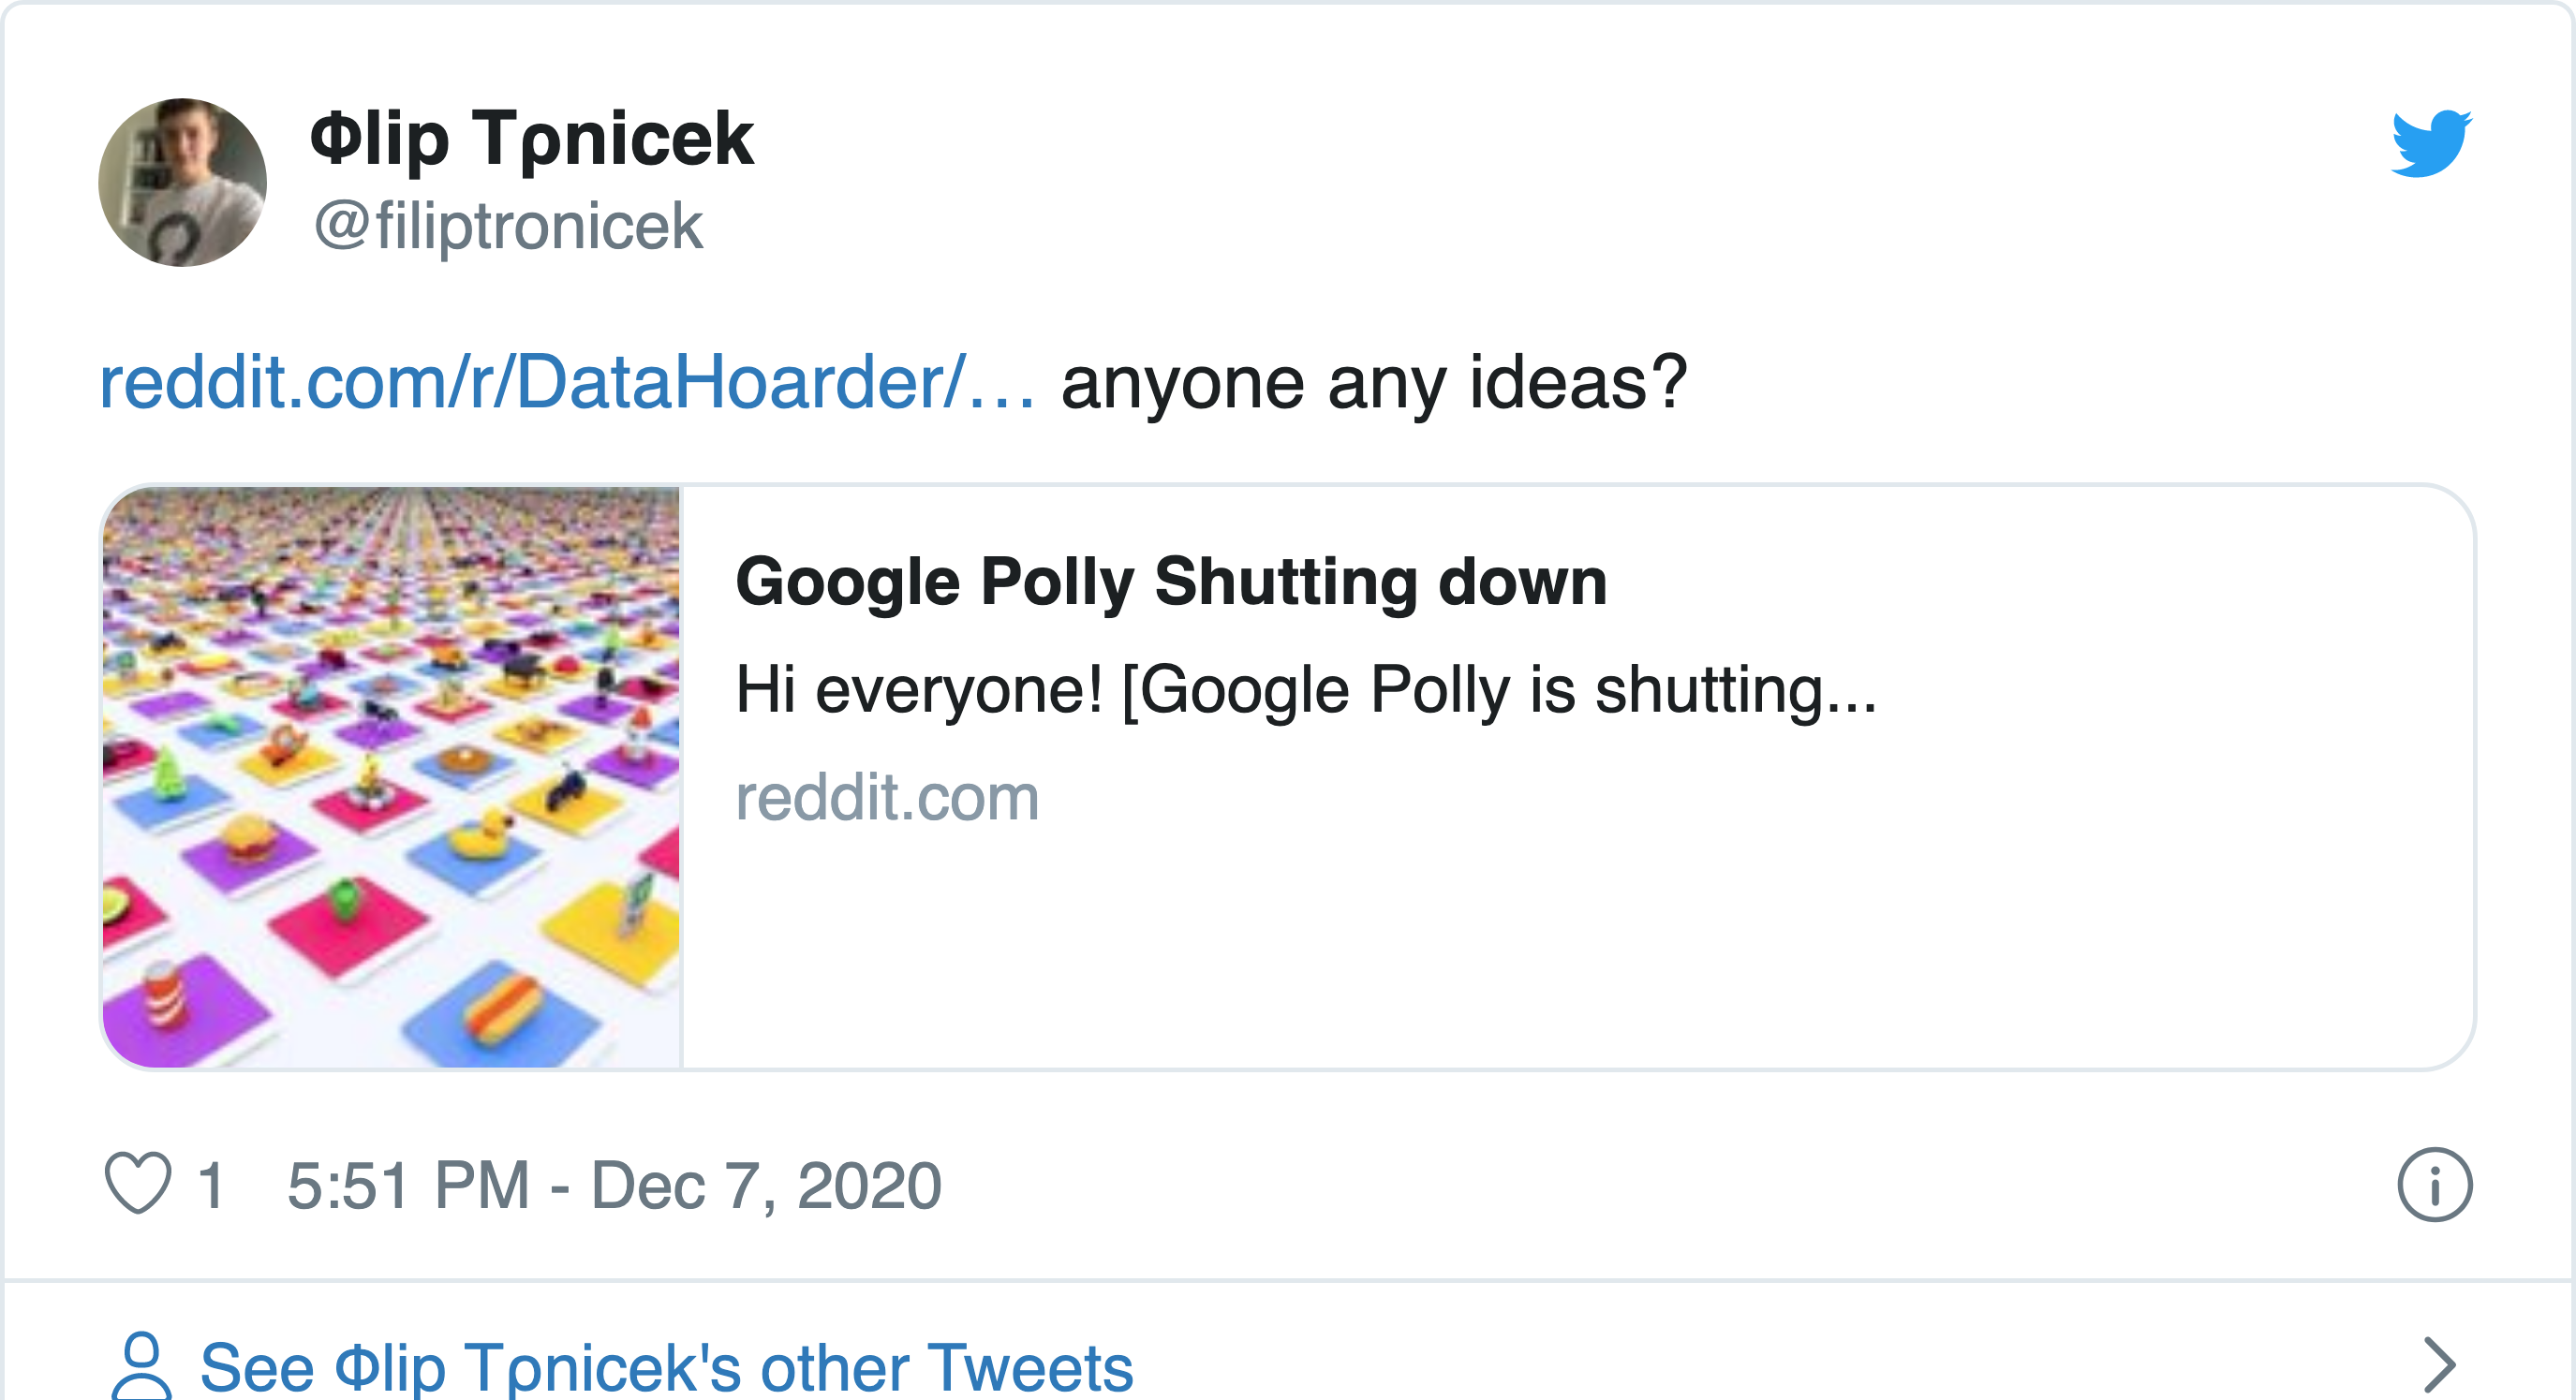 Φlip Tρnicek
@filiptronicek
reddit.com/r/DataHoarder/… anyone any ideas?
Google Polly Shutting down
Hi everyone! [Google Polly is shutting...
reddit.com
1 5:51 PM - Dec 7, 2020
See Φlip Tρnicek's other Tweets